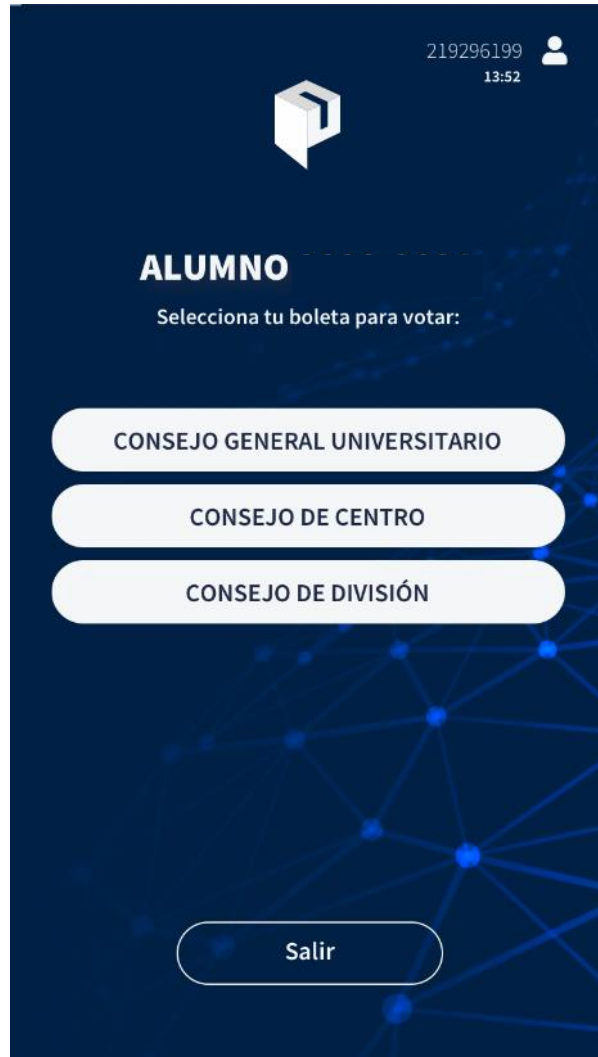 219296199
13:52
ALUMNO
Selecciona tu boleta para votar:
CONSEJO GENERAL UNIVERSITARIO
CONSEJO DE CENTRO
CONSEJO DE DIVISIÓN
Salir